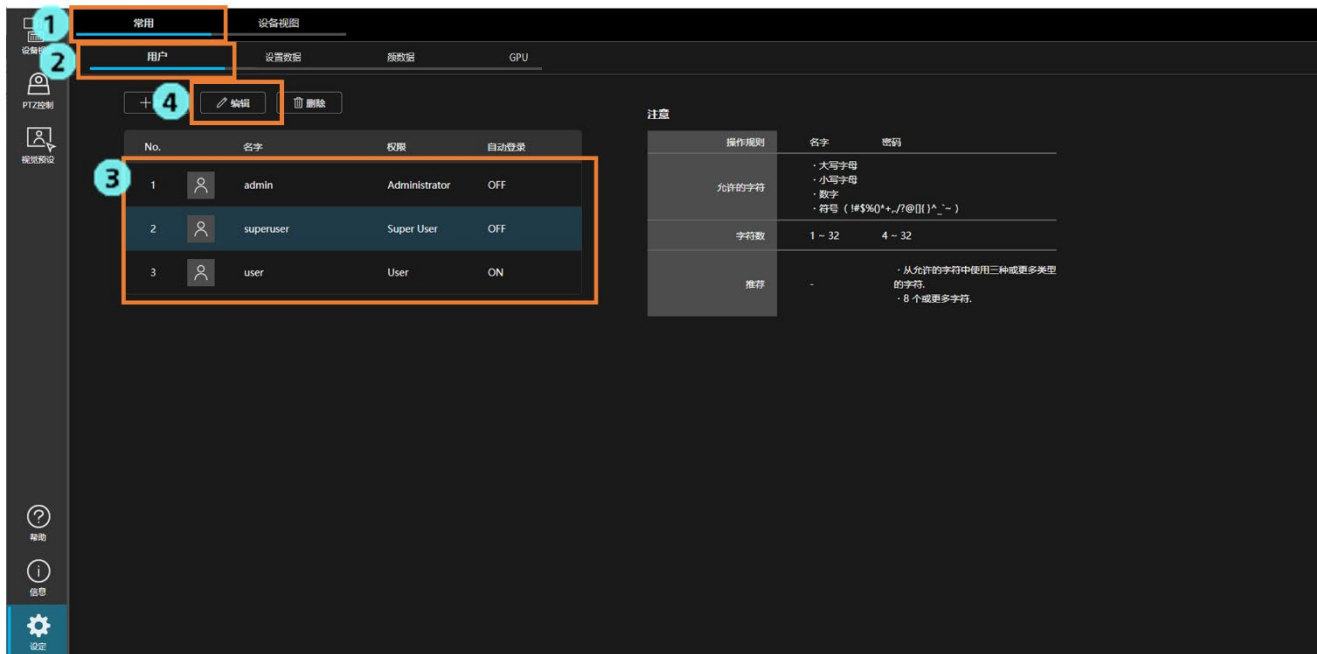 1
常用
设备视图
2
用户
设置数据
颜数据
GPU
PTZ控制
视觉预设
+
4
编辑
删除
No.
名字
权限
自动登录
3
1
admin
Administrator
OFF
2
superuser
Super User
OFF
3
user
User
ON
注意
操作规则
名字
密码
允许的字符
·大写字母
·小写字母
·数字
·符号（ !#$%()*+,./?@[]{ }^_`~ ）
字符数
1 ~ 32
4 ~ 32
推荐
-
·从允许的字符中使用三种或更多类型
的字符.
·8 个或更多字符.
帮助
信息
设定